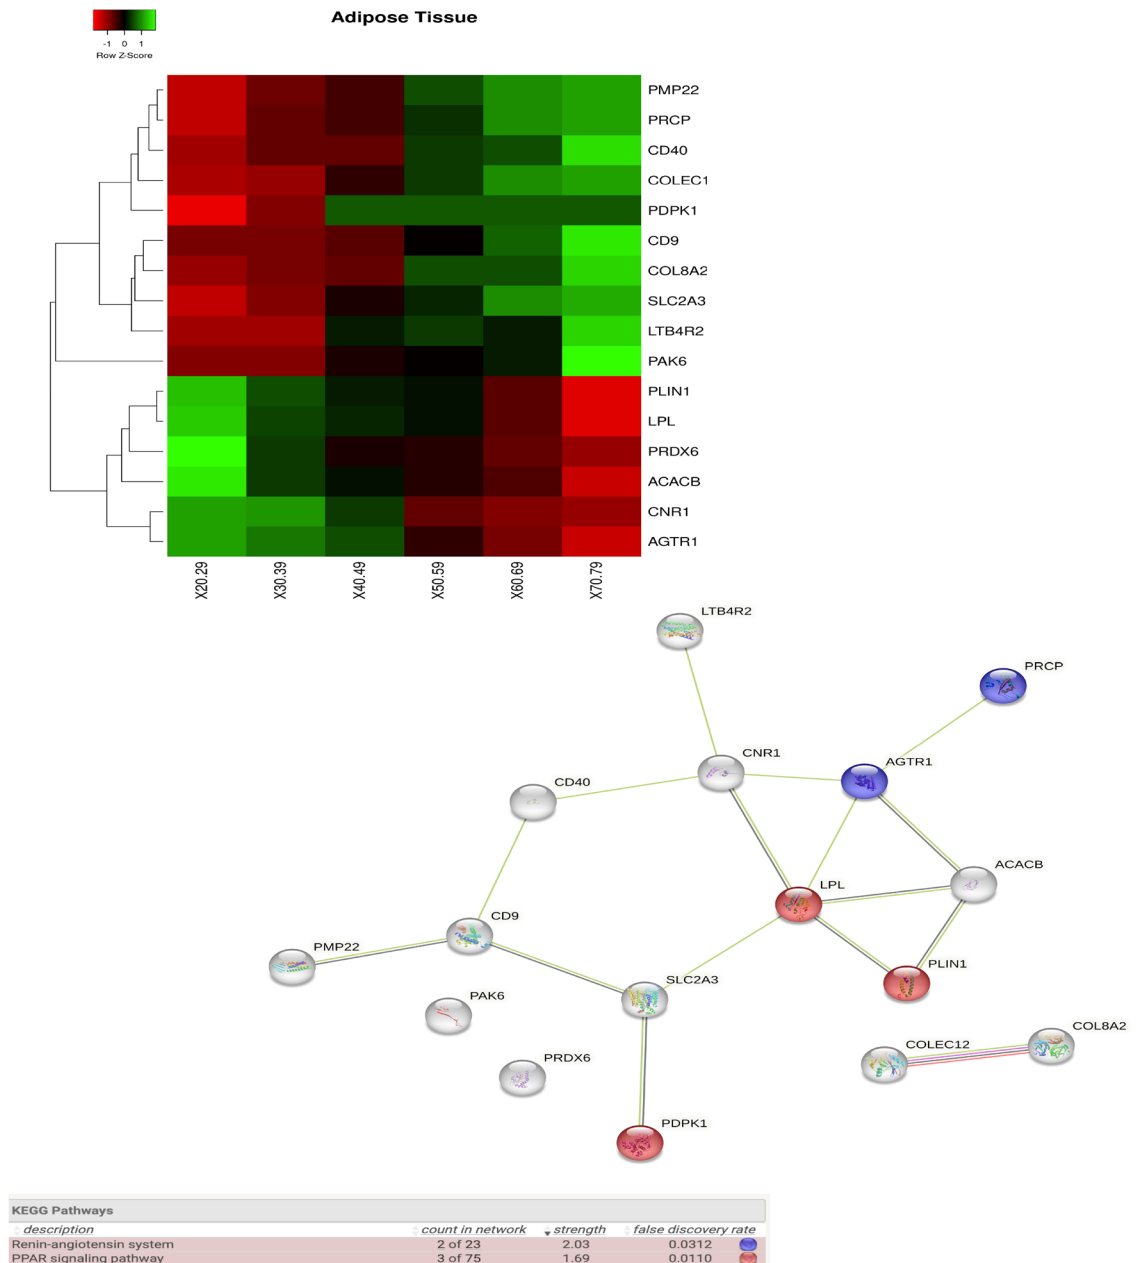 Adipose Tissue
-1 0 1
Row Z-Score
PMP22
PRCP
CD40
COLEC1
PDPK1
CD9
COL8A2
SLC2A3
LTB4R2
PAK6
PLIN1
LPL
PRDX6
ACACB
CNR1
AGTR1
X20.29 X30.39 X40.49 X50.59 X60.69 X70.79
LTB4R2
PRCP
CNR1
AGTR1
CD40
ACACB
LPL
CD9
PMP22
PLIN1
SLC2A3
PAK6
COL8A2
COLEC12
PRDX6
PDPK1
KEGG Pathways
description count in network strength false discovery rate
Renin-angiotensin system 2 of 23 2.03 0.0312
PPAR signaling pathway 3 of 75 1.69 0.0110